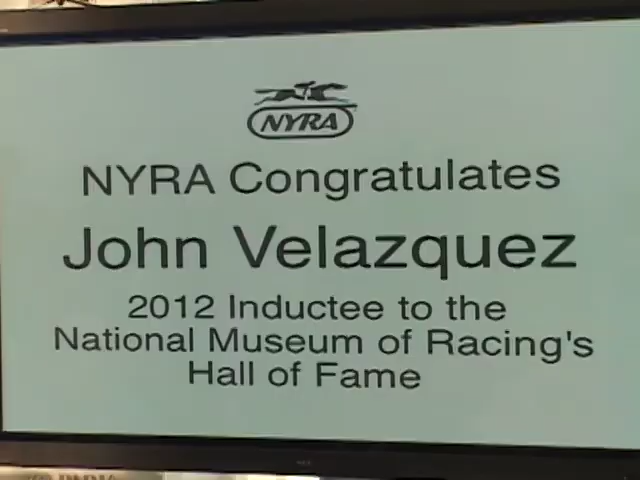 NYRA
NYRA Congratulates
John Velazquez
2012 Inductee to the
National Museum of Racing's
Hall of Fame